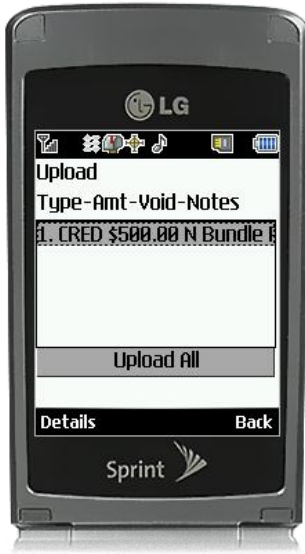 LG
Upload
Type-Amt-Void-Notes
1. CRED $500.00 N Bundle
Upload All
Details Back
Sprint